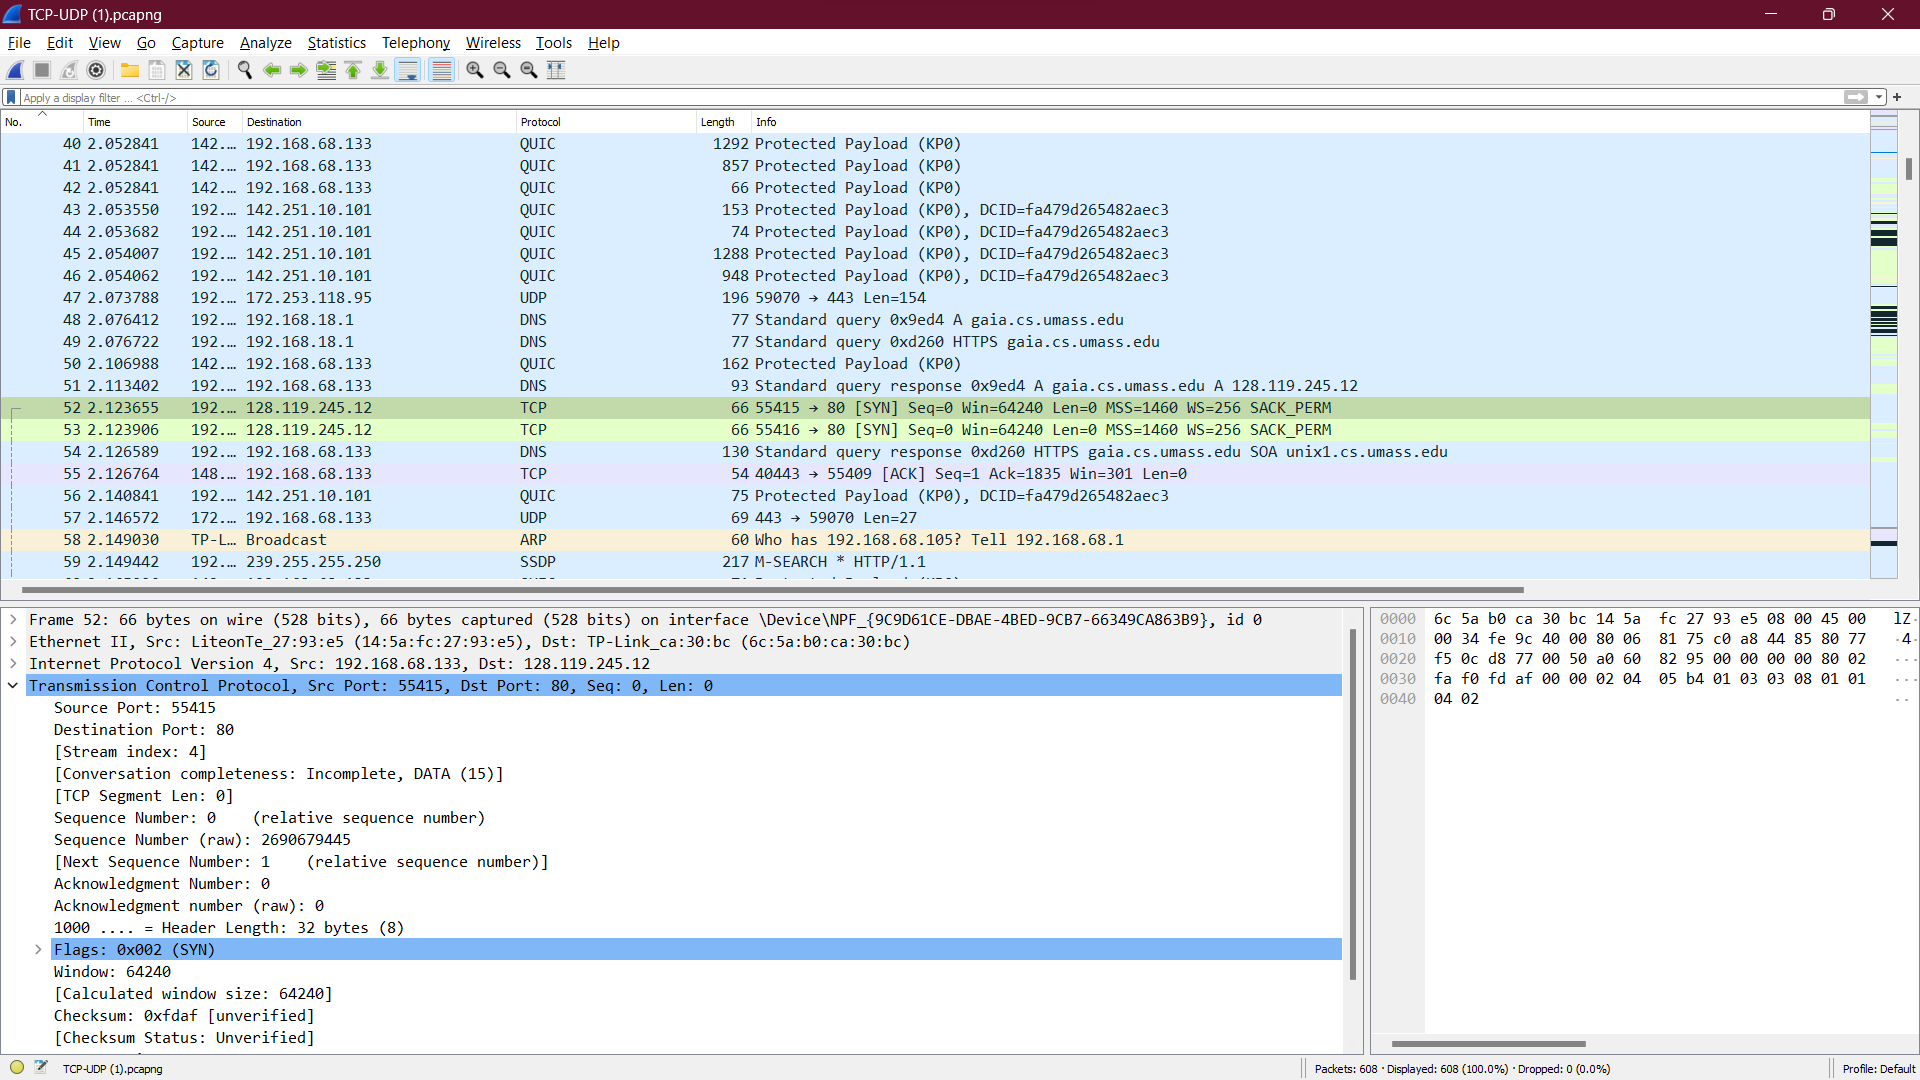 TCP-UDP (1).pcapng
File Edit View Go Capture Analyze Statistics Telephony Wireless Tools Help
Apply a display filter ... <Ctrl-/>
No. Time Source Destination Protocol Length Info
40 2.052841 142.… 192.168.68.133 QUIC 1292 Protected Payload (KP0)
41 2.052841 142.… 192.168.68.133 QUIC 857 Protected Payload (KP0)
42 2.052841 142.… 192.168.68.133 QUIC 66 Protected Payload (KP0)
43 2.053550 192.… 142.251.10.101 QUIC 153 Protected Payload (KP0), DCID=fa479d265482aec3
44 2.053682 192.… 142.251.10.101 QUIC 74 Protected Payload (KP0), DCID=fa479d265482aec3
45 2.054007 192.… 142.251.10.101 QUIC 1288 Protected Payload (KP0), DCID=fa479d265482aec3
46 2.054062 192.… 142.251.10.101 QUIC 948 Protected Payload (KP0), DCID=fa479d265482aec3
47 2.073788 192.… 172.253.118.95 UDP 196 59070 → 443 Len=154
48 2.076412 192.… 192.168.18.1 DNS 77 Standard query 0x9ed4 A gaia.cs.umass.edu
49 2.076722 192.… 192.168.18.1 DNS 77 Standard query 0xd260 HTTPS gaia.cs.umass.edu
50 2.106988 142.… 192.168.68.133 QUIC 162 Protected Payload (KP0)
51 2.113402 192.… 192.168.68.133 DNS 93 Standard query response 0x9ed4 A gaia.cs.umass.edu A 128.119.245.12
52 2.123655 192.… 128.119.245.12 TCP 66 55415 → 80 [SYN] Seq=0 Win=64240 Len=0 MSS=1460 WS=256 SACK_PERM
53 2.123906 192.… 128.119.245.12 TCP 66 55416 → 80 [SYN] Seq=0 Win=64240 Len=0 MSS=1460 WS=256 SACK_PERM
54 2.126589 192.… 192.168.68.133 DNS 130 Standard query response 0xd260 HTTPS gaia.cs.umass.edu SOA unix1.cs.umass.edu
55 2.126764 148.… 192.168.68.133 TCP 54 40443 → 55409 [ACK] Seq=1 Ack=1835 Win=301 Len=0
56 2.140841 192.… 142.251.10.101 QUIC 75 Protected Payload (KP0), DCID=fa479d265482aec3
57 2.146572 172.… 192.168.68.133 UDP 69 443 → 59070 Len=27
58 2.149030 TP-L… Broadcast ARP 60 Who has 192.168.68.105? Tell 192.168.68.1
59 2.149442 192.… 239.255.255.250 SSDP 217 M-SEARCH * HTTP/1.1
Frame 52: 66 bytes on wire (528 bits), 66 bytes captured (528 bits) on interface \Device\NPF_{9C9D61CE-DBAE-4BED-9CB7-66349CA863B9}, id 0
Ethernet II, Src: LiteonTe_27:93:e5 (14:5a:fc:27:93:e5), Dst: TP-Link_ca:30:bc (6c:5a:b0:ca:30:bc)
Internet Protocol Version 4, Src: 192.168.68.133, Dst: 128.119.245.12
Transmission Control Protocol, Src Port: 55415, Dst Port: 80, Seq: 0, Len: 0
Source Port: 55415
Destination Port: 80
[Stream index: 4]
[Conversation completeness: Incomplete, DATA (15)]
[TCP Segment Len: 0]
Sequence Number: 0 (relative sequence number)
Sequence Number (raw): 2690679445
[Next Sequence Number: 1 (relative sequence number)]
Acknowledgment Number: 0
Acknowledgment number (raw): 0
1000 .... = Header Length: 32 bytes (8)
Flags: 0x002 (SYN)
Window: 64240
[Calculated window size: 64240]
Checksum: 0xfdaf [unverified]
[Checksum Status: Unverified]
0000 6c 5a b0 ca 30 bc 14 5a fc 27 93 e5 08 00 45 00 lZ·
0010 00 34 fe 9c 40 00 80 06 81 75 c0 a8 44 85 80 77 ·4·
0020 f5 0c d8 77 00 50 a0 60 82 95 00 00 00 00 80 02 ···
0030 fa f0 fd af 00 00 02 04 05 b4 01 03 03 08 01 01 ···
0040 04 02 ··
TCP-UDP (1).pcapng
Packets: 608 · Displayed: 608 (100.0%) · Dropped: 0 (0.0%)
Profile: Default